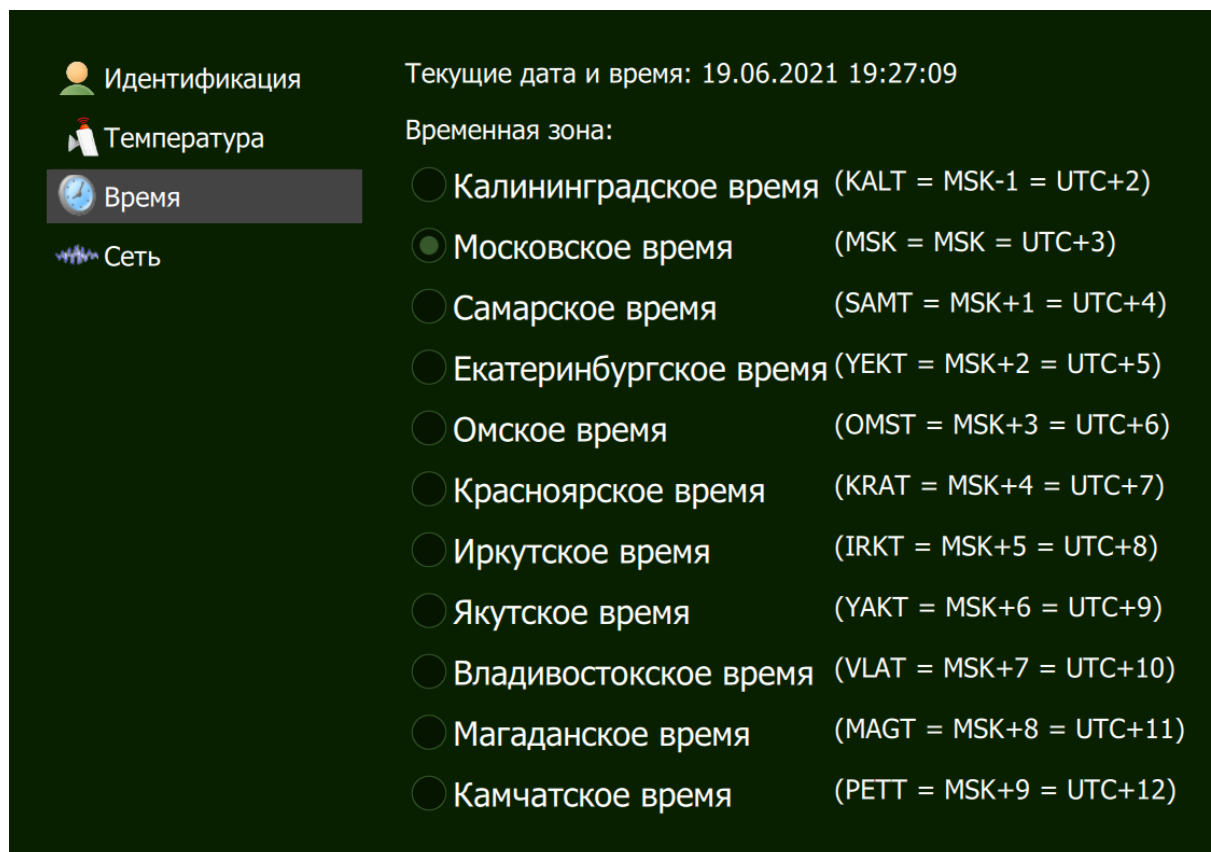 Идентификация
Температура
Время
Сеть
Текущие дата и время: 19.06.2021 19:27:09
Временная зона:
Калининградское время (KALT = MSK-1 = UTC+2)
Московское время (MSK = MSK = UTC+3)
Самарское время (SAMT = MSK+1 = UTC+4)
Екатеринбургское время (YEKT = MSK+2 = UTC+5)
Омское время (OMST = MSK+3 = UTC+6)
Красноярское время (KRAT = MSK+4 = UTC+7)
Иркутское время (IRKT = MSK+5 = UTC+8)
Якутское время (YAKT = MSK+6 = UTC+9)
Владивостокское время (VLAT = MSK+7 = UTC+10)
Магаданское время (MAGT = MSK+8 = UTC+11)
Камчатское время (PETT = MSK+9 = UTC+12)